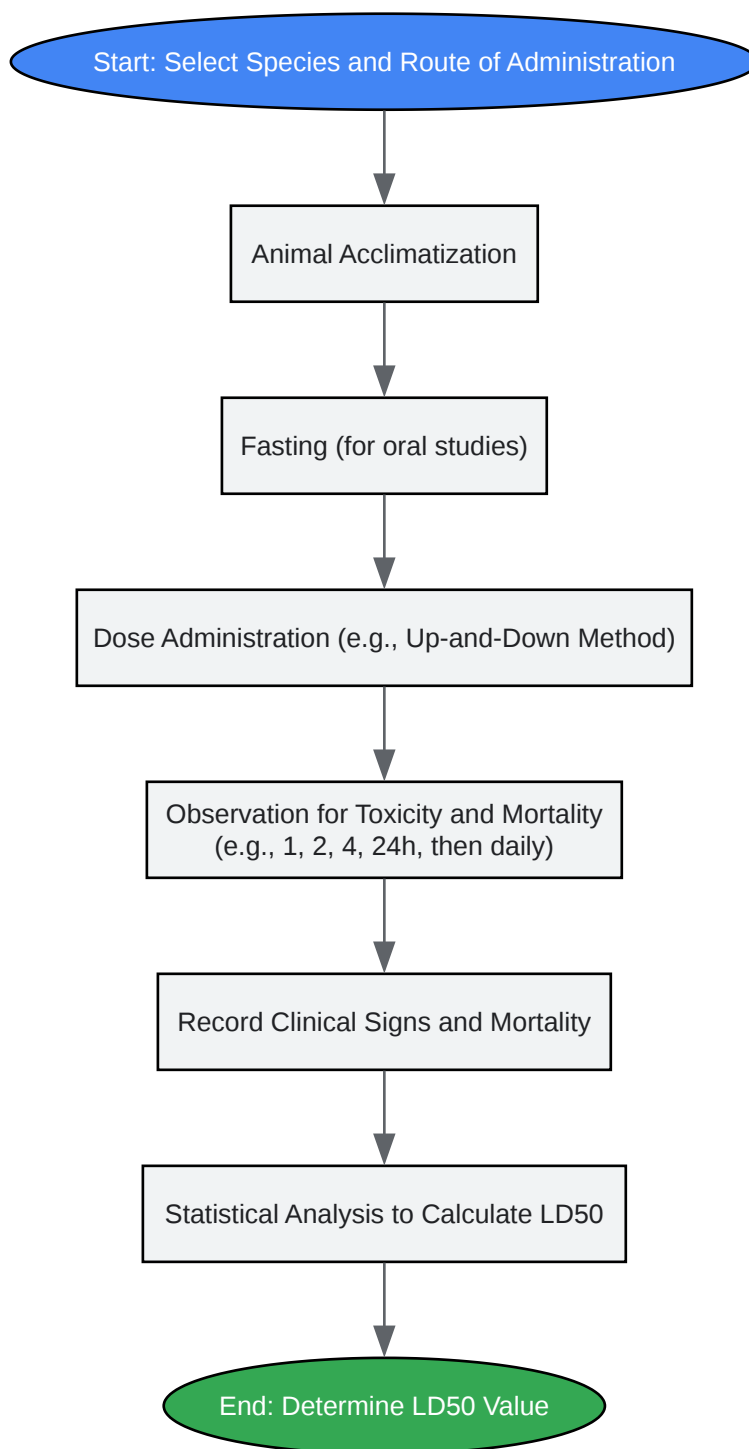 Start: Select Species and Route of Administration
Animal Acclimatization
Fasting (for oral studies)
Dose Administration (e.g., Up-and-Down Method)
Observation for Toxicity and Mortality
(e.g., 1, 2, 4, 24h, then daily)
Record Clinical Signs and Mortality
Statistical Analysis to Calculate LD50
End: Determine LD50 Value